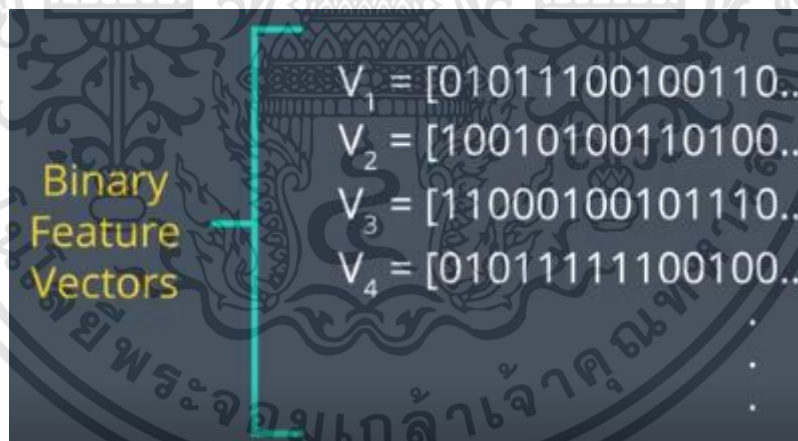 Binary
Feature
Vectors
V1 = [01011100100110..
V2 = [10010100110100..
V3 = [11000100101110..
V4 = [01011111100100..
.
.
.